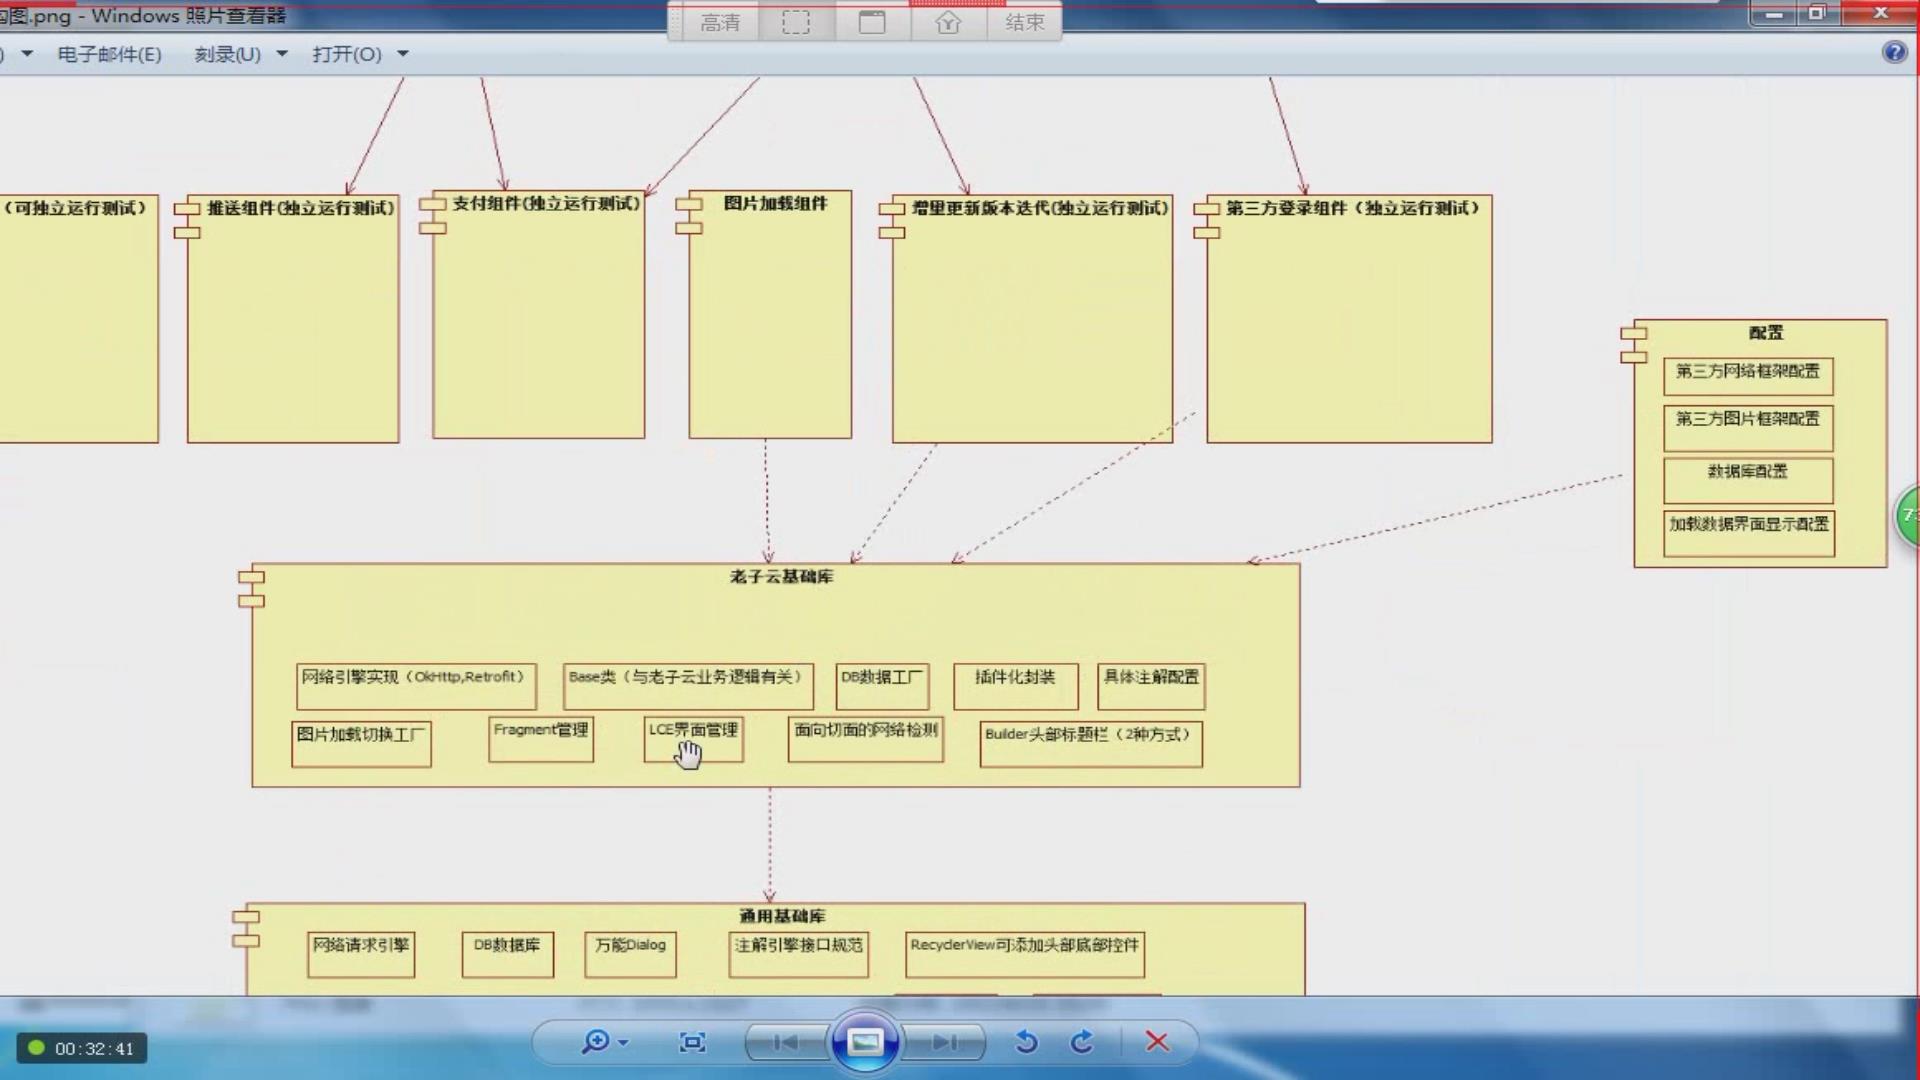 图.png - Windows 照片查看器
高清
结束
电子邮件(E)
刻录(U)
打开(O)
（可独立运行测试）
推送组件(独立运行测试)
支付组件(独立运行测试)
图片加载组件
增量更新版本迭代(独立运行测试)
第三方登录组件（独立运行测试）
配置
第三方网络框架配置
第三方图片框架配置
数据库配置
加载数据界面显示配置
老子云基础库
网络引擎实现（OkHttp,Retrofit）
Base类（与老子云业务逻辑有关）
DB数据工厂
插件化封装
具体注解配置
图片加载切换工厂
Fragment管理
LCE界面管理
面向切面的网络检测
Builder头部标题栏（2种方式）
通用基础库
网络请求引擎
DB数据库
万能Dialog
注解引擎接口规范
RecyclerView可添加头部底部控件
00:32:41